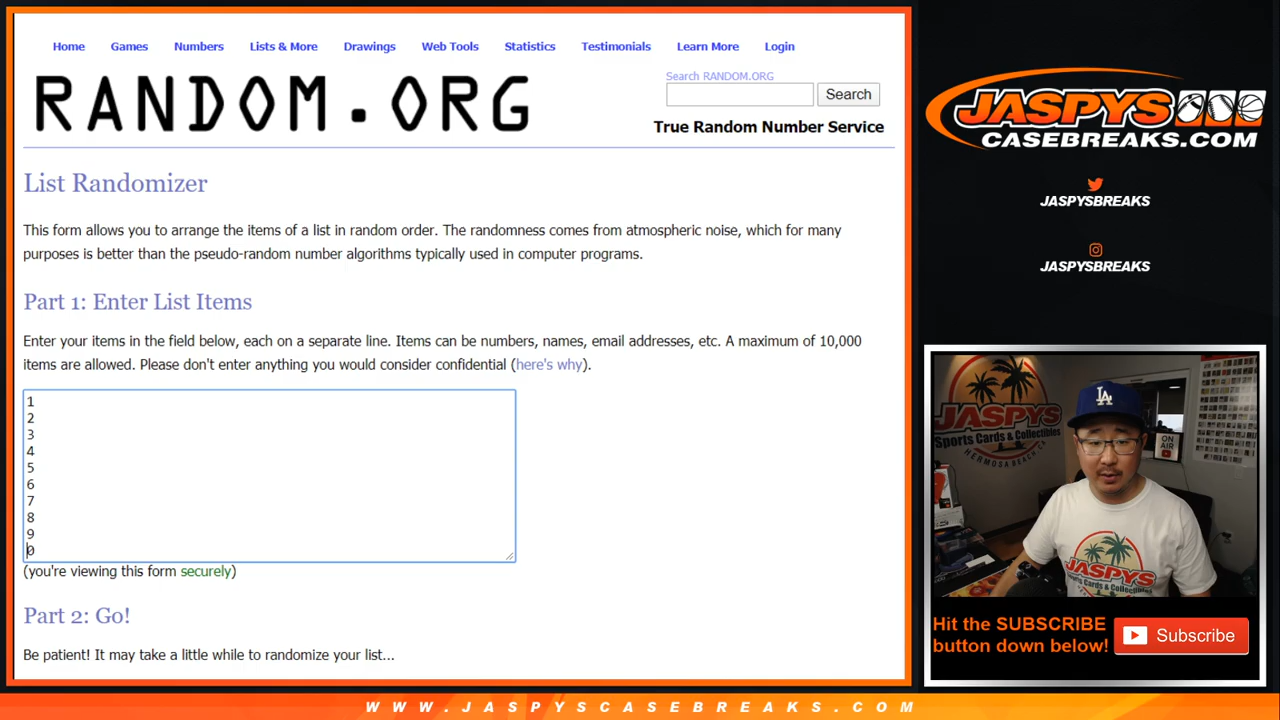 Home Games Numbers Lists & More Drawings Web Tools Statistics Testimonials Learn More Login
RANDOM.ORG
Search RANDOM.ORG
Search
True Random Number Service
List Randomizer
This form allows you to arrange the items of a list in random order. The randomness comes from atmospheric noise, which for many
purposes is better than the pseudo-random number algorithms typically used in computer programs.
Part 1: Enter List Items
Enter your items in the field below, each on a separate line. Items can be numbers, names, email addresses, etc. A maximum of 10,000
items are allowed. Please don't enter anything you would consider confidential (here's why).
1
2
3
4
5
6
7
8
9
0
(you're viewing this form securely)
Part 2: Go!
Be patient! It may take a little while to randomize your list...
JASPYS
CASEBREAKS.COM
JASPYSBREAKS
JASPYSBREAKS
JASPYS
Sports Cards & Collectibles
HERMOSA BEACH CA
LA
ON
AIR
JASPYS
Hit the SUBSCRIBE
button down below!
Subscribe
WWW.JASPYSCASEBREAKS.COM